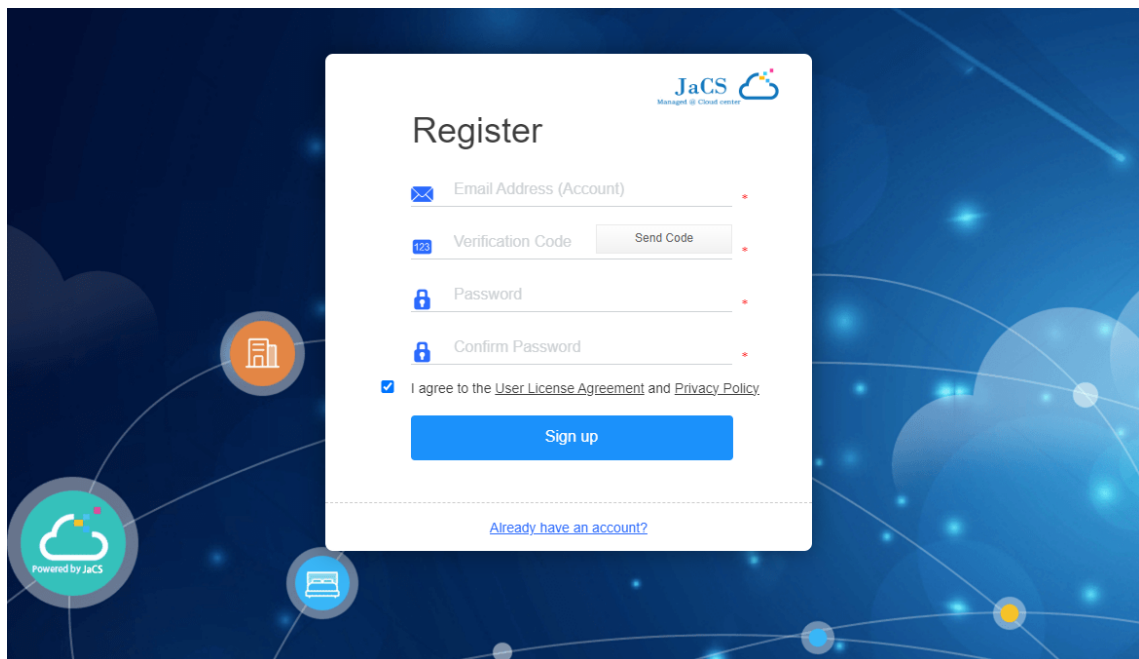 JaCS
Managed @ Cloud center
Register
Email Address (Account)
*
123
Verification Code
Send Code
*
Password
*
Confirm Password
*
I agree to the User License Agreement and Privacy Policy
Sign up
Already have an account?
Powered by JaCS